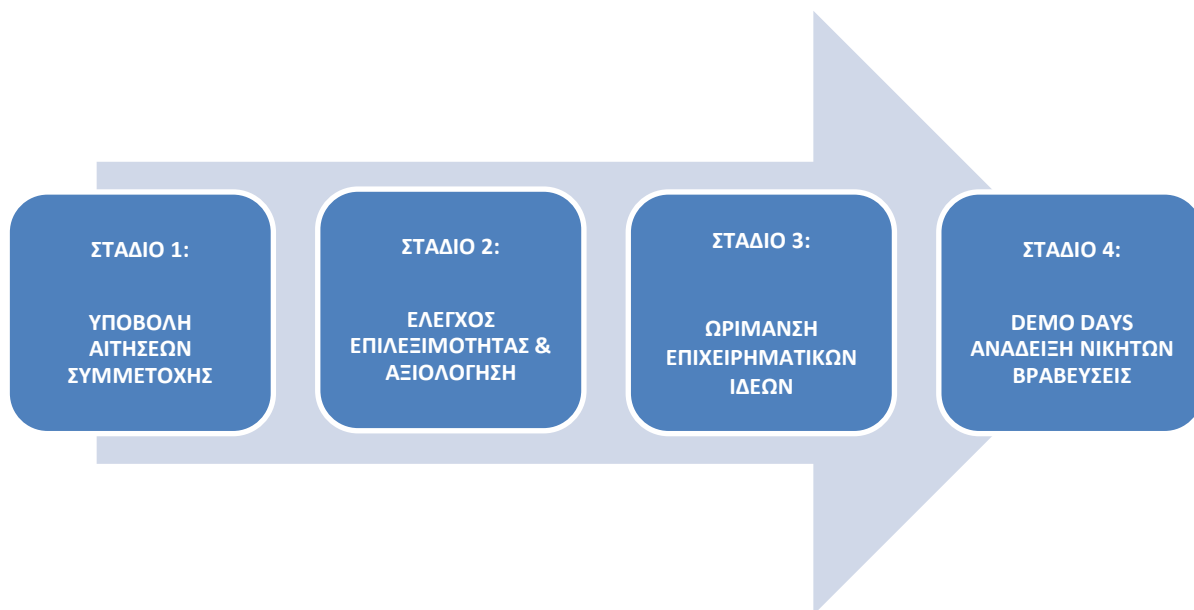 ΣΤΑΔΙΟ 1:
ΥΠΟΒΟΛΗ
ΑΙΤΗΣΕΩΝ
ΣΥΜΜΕΤΟΧΗΣ
ΣΤΑΔΙΟ 2:
ΕΛΕΓΧΟΣ
ΕΠΙΛΕΞΙΜΟΤΗΤΑΣ &
ΑΞΙΟΛΟΓΗΣΗ
ΣΤΑΔΙΟ 3:
ΩΡΙΜΑΝΣΗ
ΕΠΙΧΕΙΡΗΜΑΤΙΚΩΝ
ΙΔΕΩΝ
ΣΤΑΔΙΟ 4:
DEMO DAYS
ΑΝΑΔΕΙΞΗ ΝΙΚΗΤΩΝ
ΒΡΑΒΕΥΣΕΙΣ